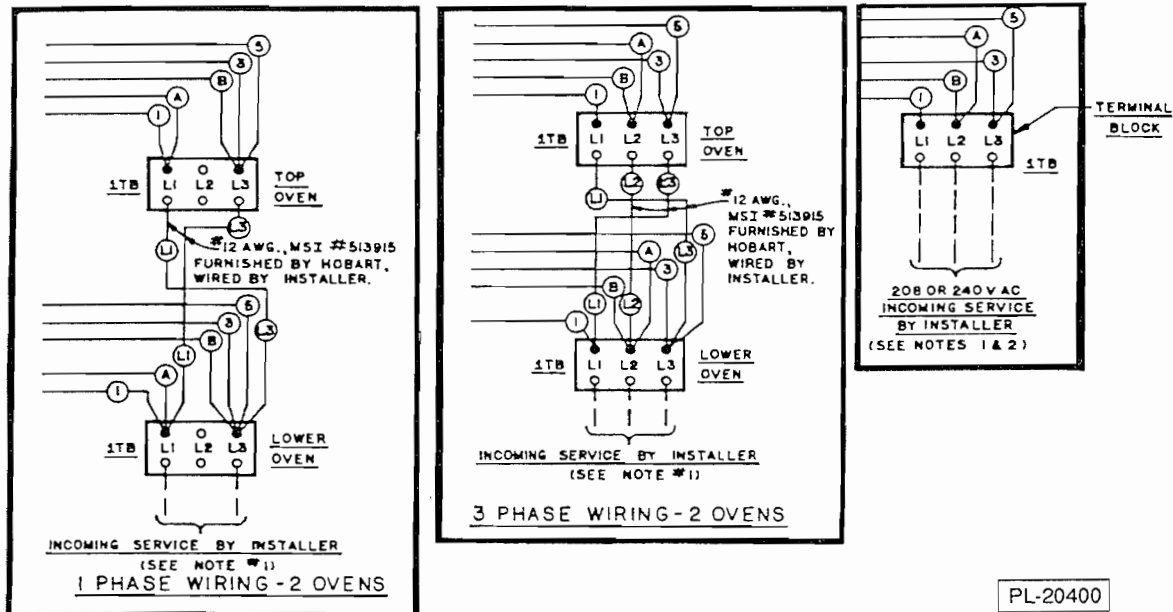 5
3
B
A
1
1TB
L1 L2 L3
TOP
OVEN
L3
L1
#12 AWG., MSI #513915
FURNISHED BY HOBART,
WIRED BY INSTALLER.
5
3
B
L3
L1
A
1
1TB
L1 L2 L3
LOWER
OVEN
INCOMING SERVICE BY INSTALLER
(SEE NOTE #1)
1 PHASE WIRING - 2 OVENS
5
A
3
B
1
1TB
L1 L2 L3
TOP
OVEN
L2
L3
L1
#12 AWG.,
MSI #513915
FURNISHED BY
HOBART,
WIRED BY
INSTALLER.
5
A
L3
3
B
L1
L2
1
1TB
L1 L2 L3
LOWER
OVEN
INCOMING SERVICE BY INSTALLER
(SEE NOTE #1)
3 PHASE WIRING - 2 OVENS
5
A
3
B
1
L1 L2 L3
1TB
TERMINAL
BLOCK
208 OR 240 V AC
INCOMING SERVICE
BY INSTALLER
(SEE NOTES 1 & 2)
PL-20400